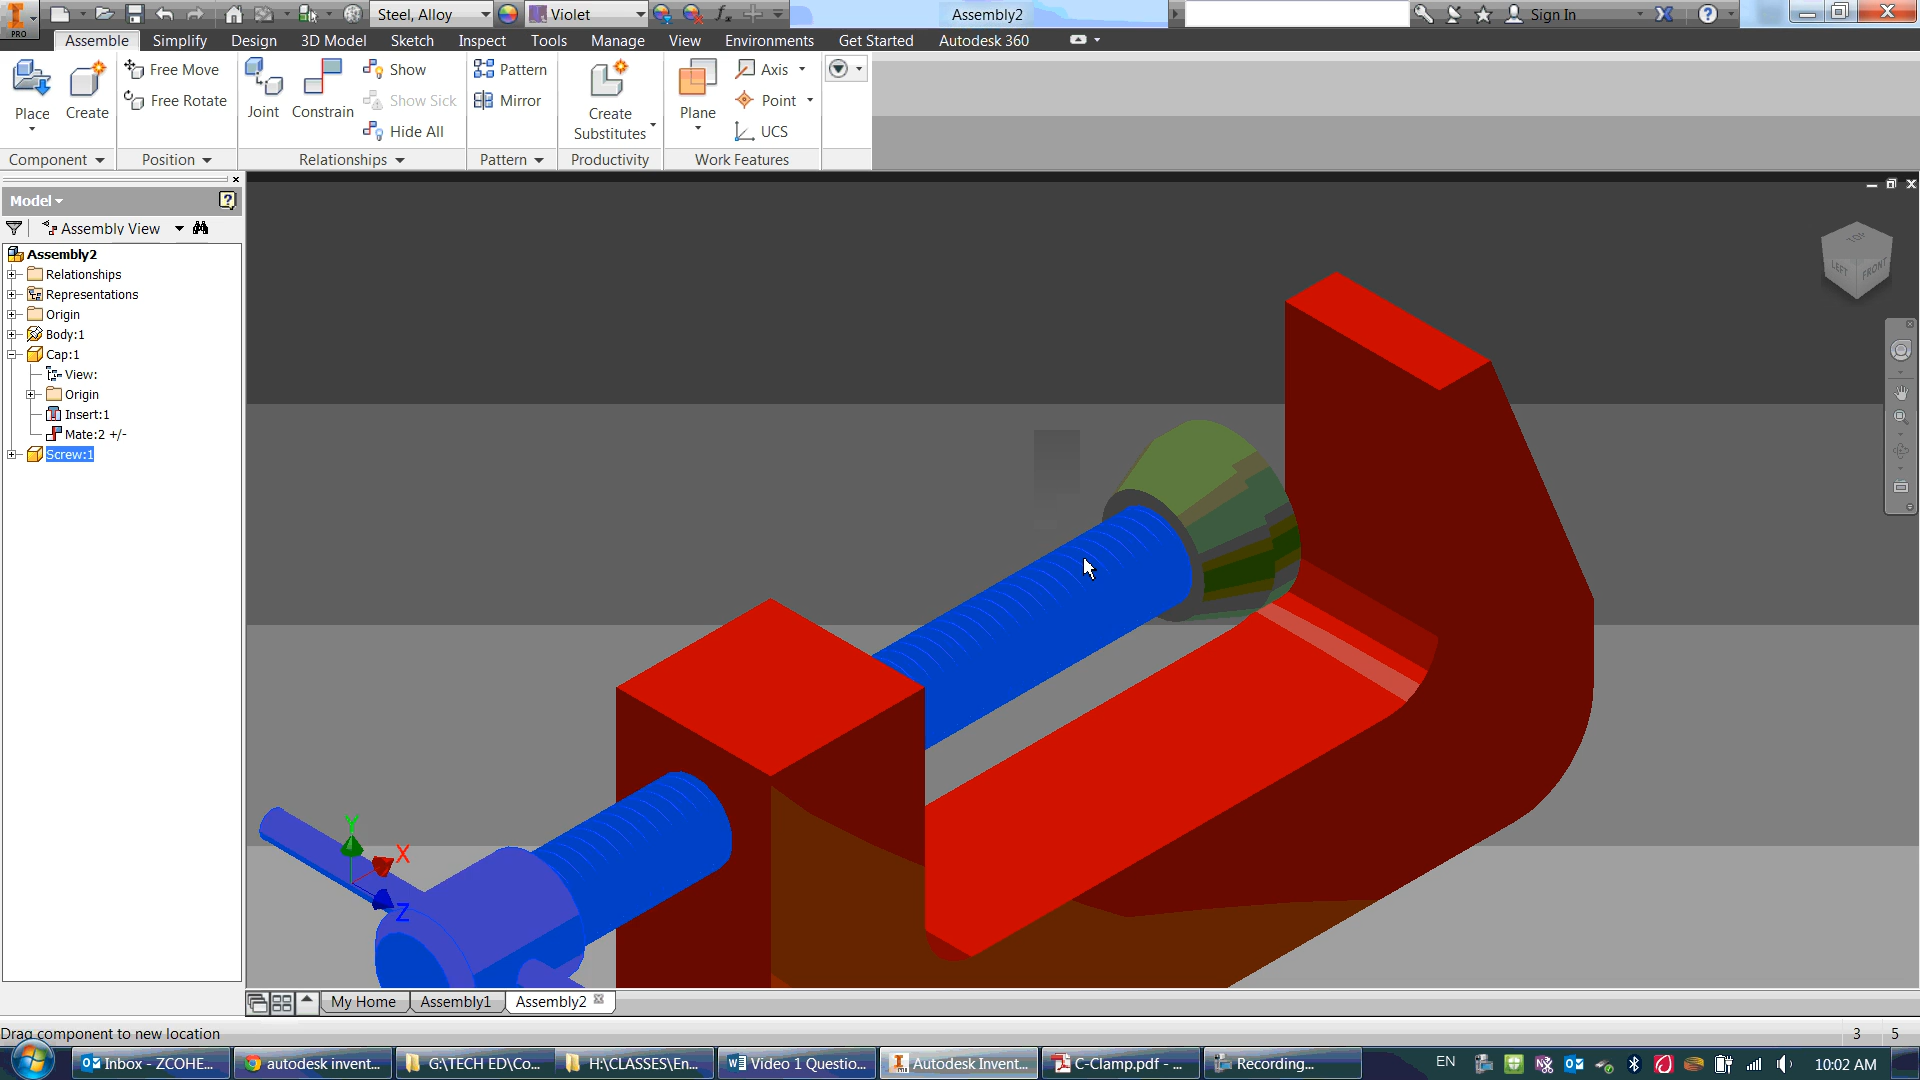 PRO
Steel, Alloy
Violet
fx
Assembly2
Sign In
Assemble Simplify Design 3D Model Sketch Inspect Tools Manage View Environments Get Started Autodesk 360
Place
Create
Free Move
Free Rotate
Joint
Constrain
Show
Show Sick
Hide All
Pattern
Mirror
Create
Substitutes
Plane
Axis
Point
UCS
Component Position Relationships Pattern Productivity Work Features
Model
Assembly View
Assembly2
Relationships
Representations
Origin
Body:1
Cap:1
View:
Origin
Insert:1
Mate:2 +/-
Screw:1
TOP
LEFT FRONT
Y
X
Z
My Home Assembly1 Assembly2
Drag component to new location
3 5
Inbox - ZCOHE... autodesk invent... G:\TECH ED\Co... H:\CLASSES\En... Video 1 Questio... Autodesk Invent... C-Clamp.pdf - ... Recording...
EN
10:02 AM